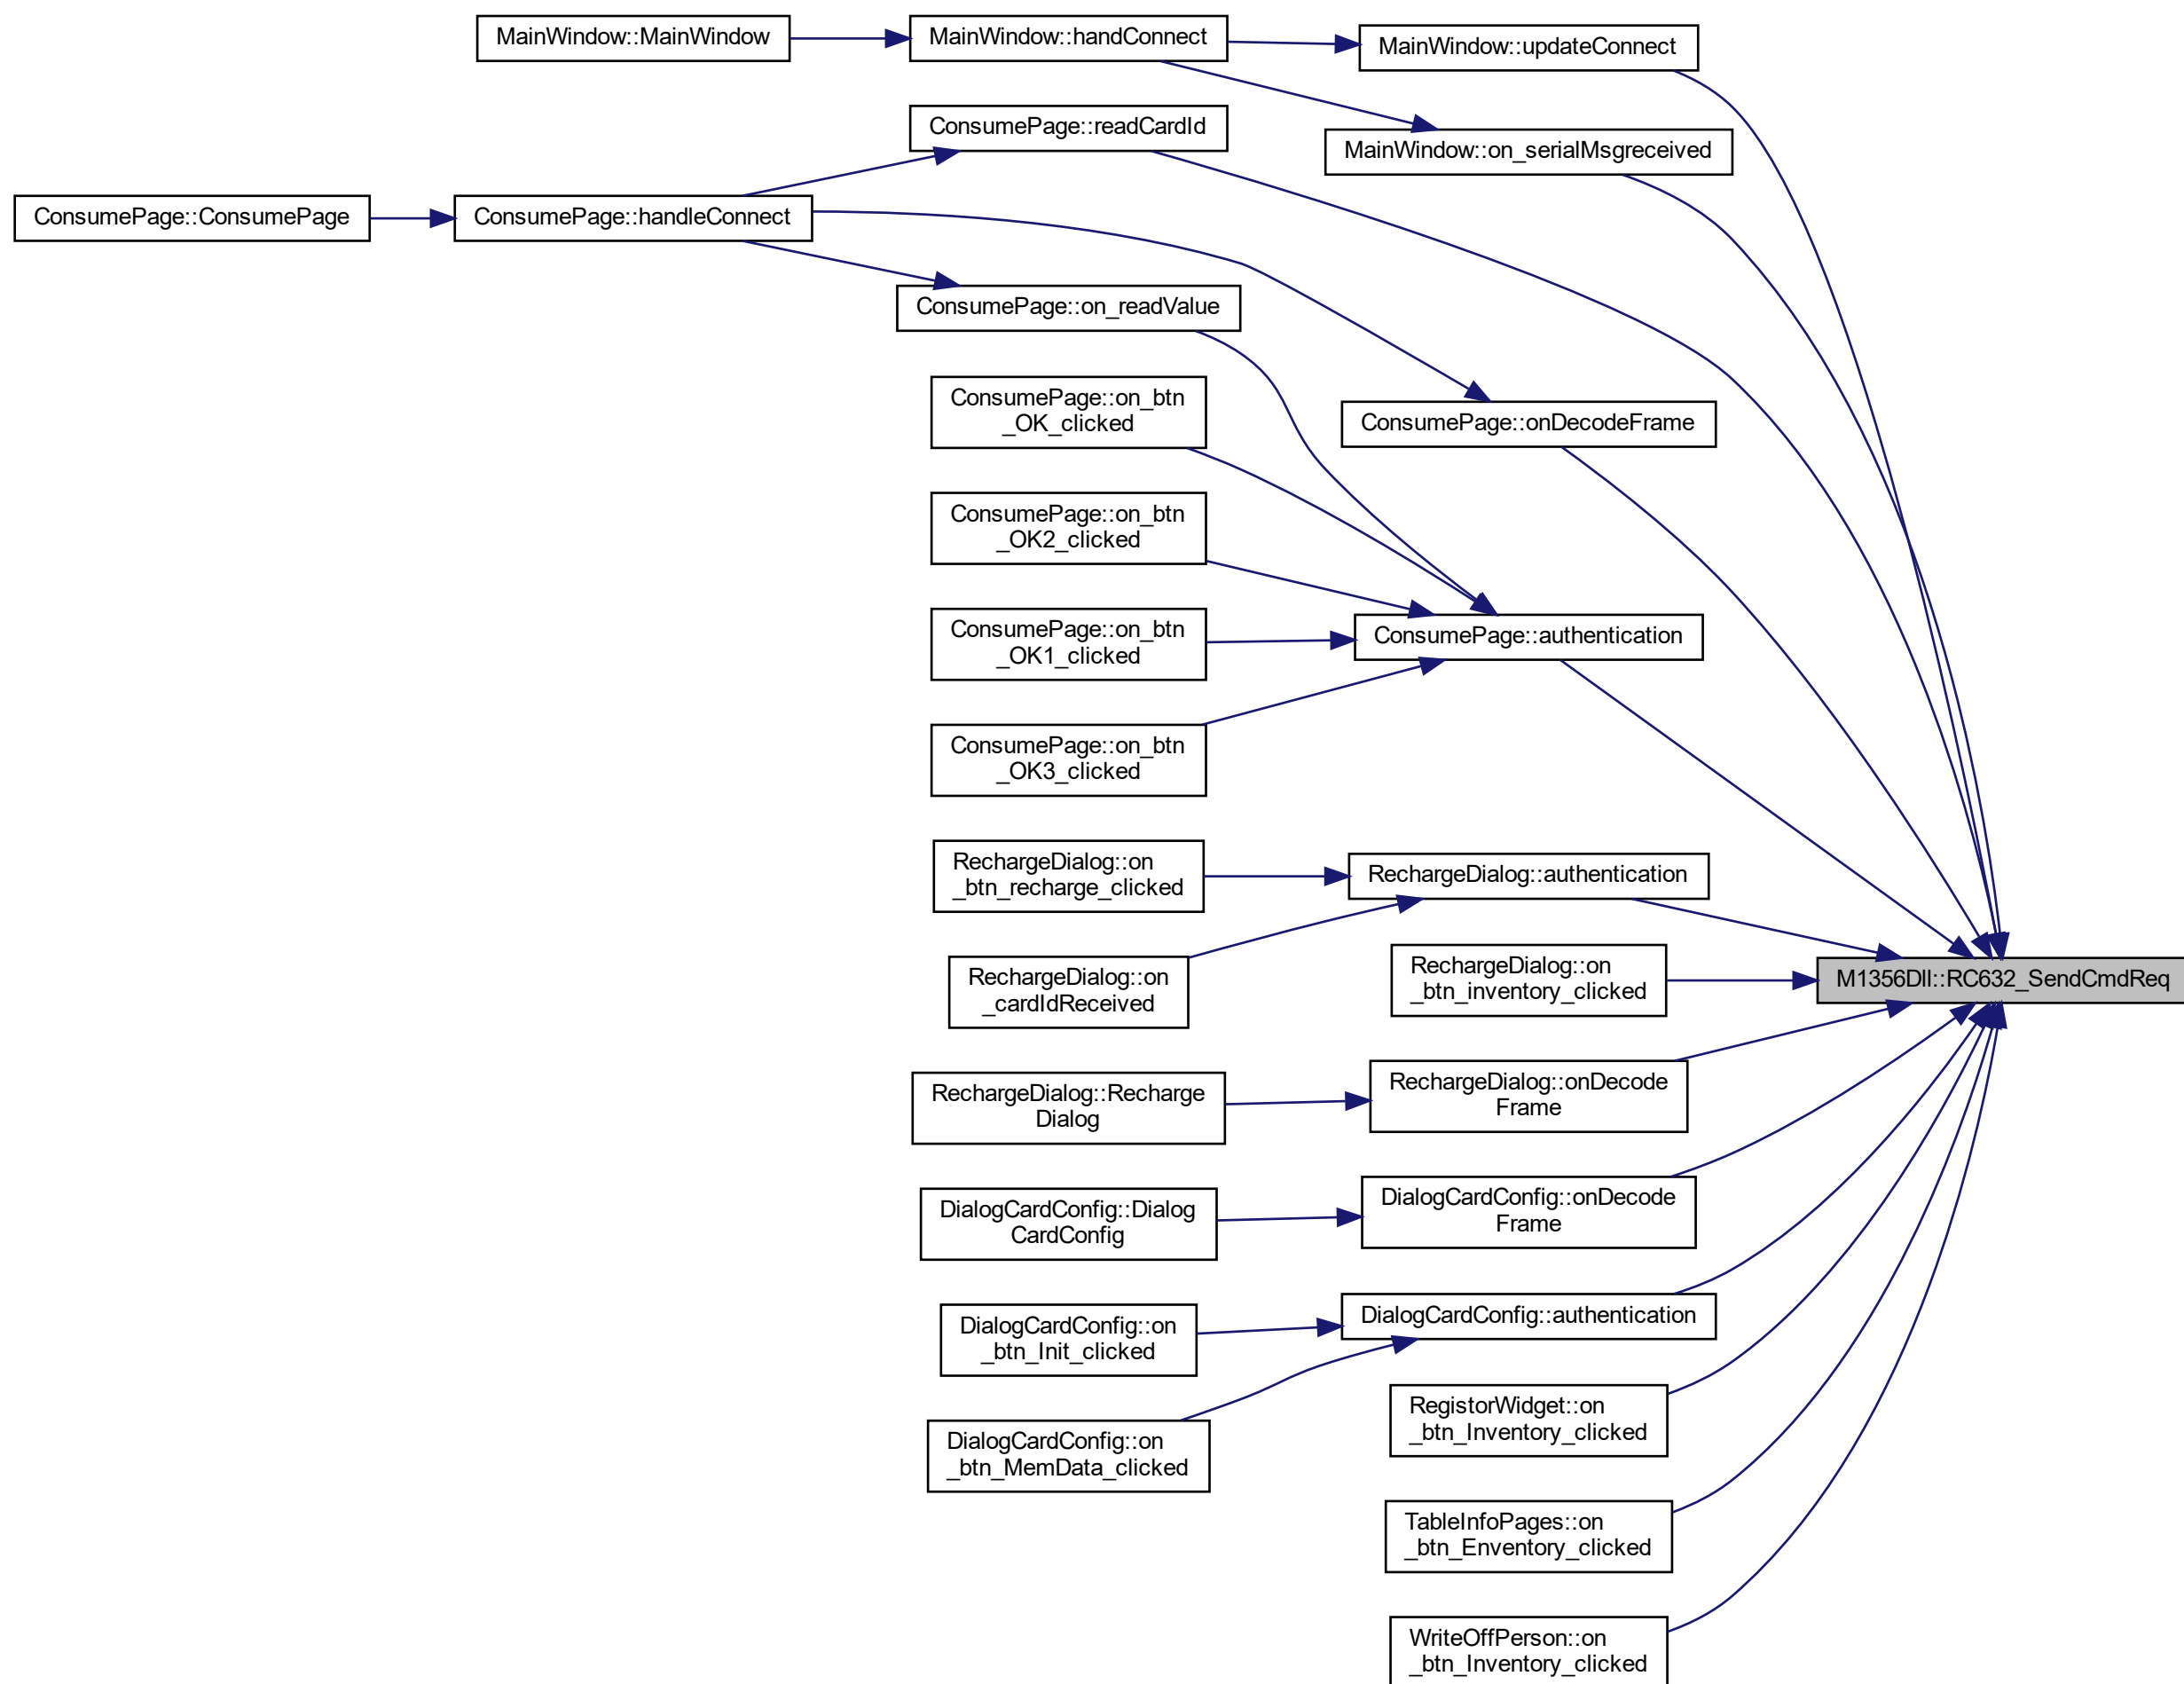 MainWindow::MainWindow
MainWindow::handConnect
MainWindow::updateConnect
ConsumePage::readCardId
MainWindow::on_serialMsgreceived
ConsumePage::ConsumePage
ConsumePage::handleConnect
ConsumePage::on_readValue
ConsumePage::on_btn
_OK_clicked
ConsumePage::onDecodeFrame
ConsumePage::on_btn
_OK2_clicked
ConsumePage::on_btn
_OK1_clicked
ConsumePage::authentication
ConsumePage::on_btn
_OK3_clicked
RechargeDialog::on
_btn_recharge_clicked
RechargeDialog::authentication
RechargeDialog::on
_cardIdReceived
RechargeDialog::on
_btn_inventory_clicked
M1356Dll::RC632_SendCmdReq
RechargeDialog::Recharge
Dialog
RechargeDialog::onDecode
Frame
DialogCardConfig::Dialog
CardConfig
DialogCardConfig::onDecode
Frame
DialogCardConfig::on
_btn_Init_clicked
DialogCardConfig::authentication
DialogCardConfig::on
_btn_MemData_clicked
RegistorWidget::on
_btn_Inventory_clicked
TableInfoPages::on
_btn_Enventory_clicked
WriteOffPerson::on
_btn_Inventory_clicked